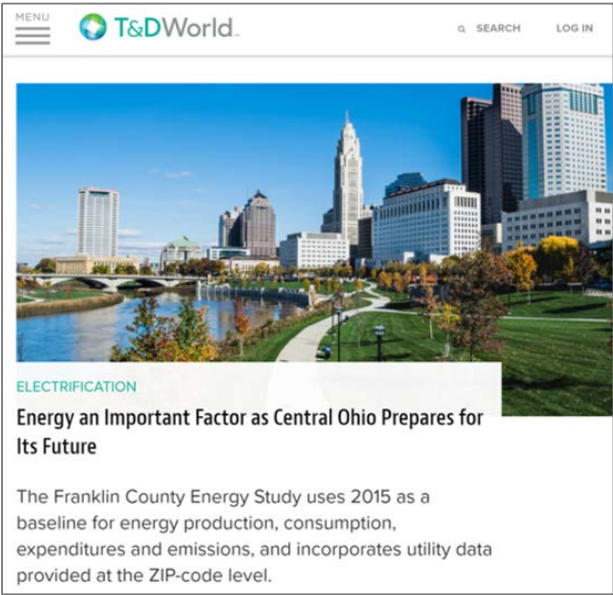 MENU
T&DWorld
SEARCH
LOG IN
ELECTRIFICATION
Energy an Important Factor as Central Ohio Prepares for
Its Future
The Franklin County Energy Study uses 2015 as a
baseline for energy production, consumption,
expenditures and emissions, and incorporates utility data
provided at the ZIP-code level.